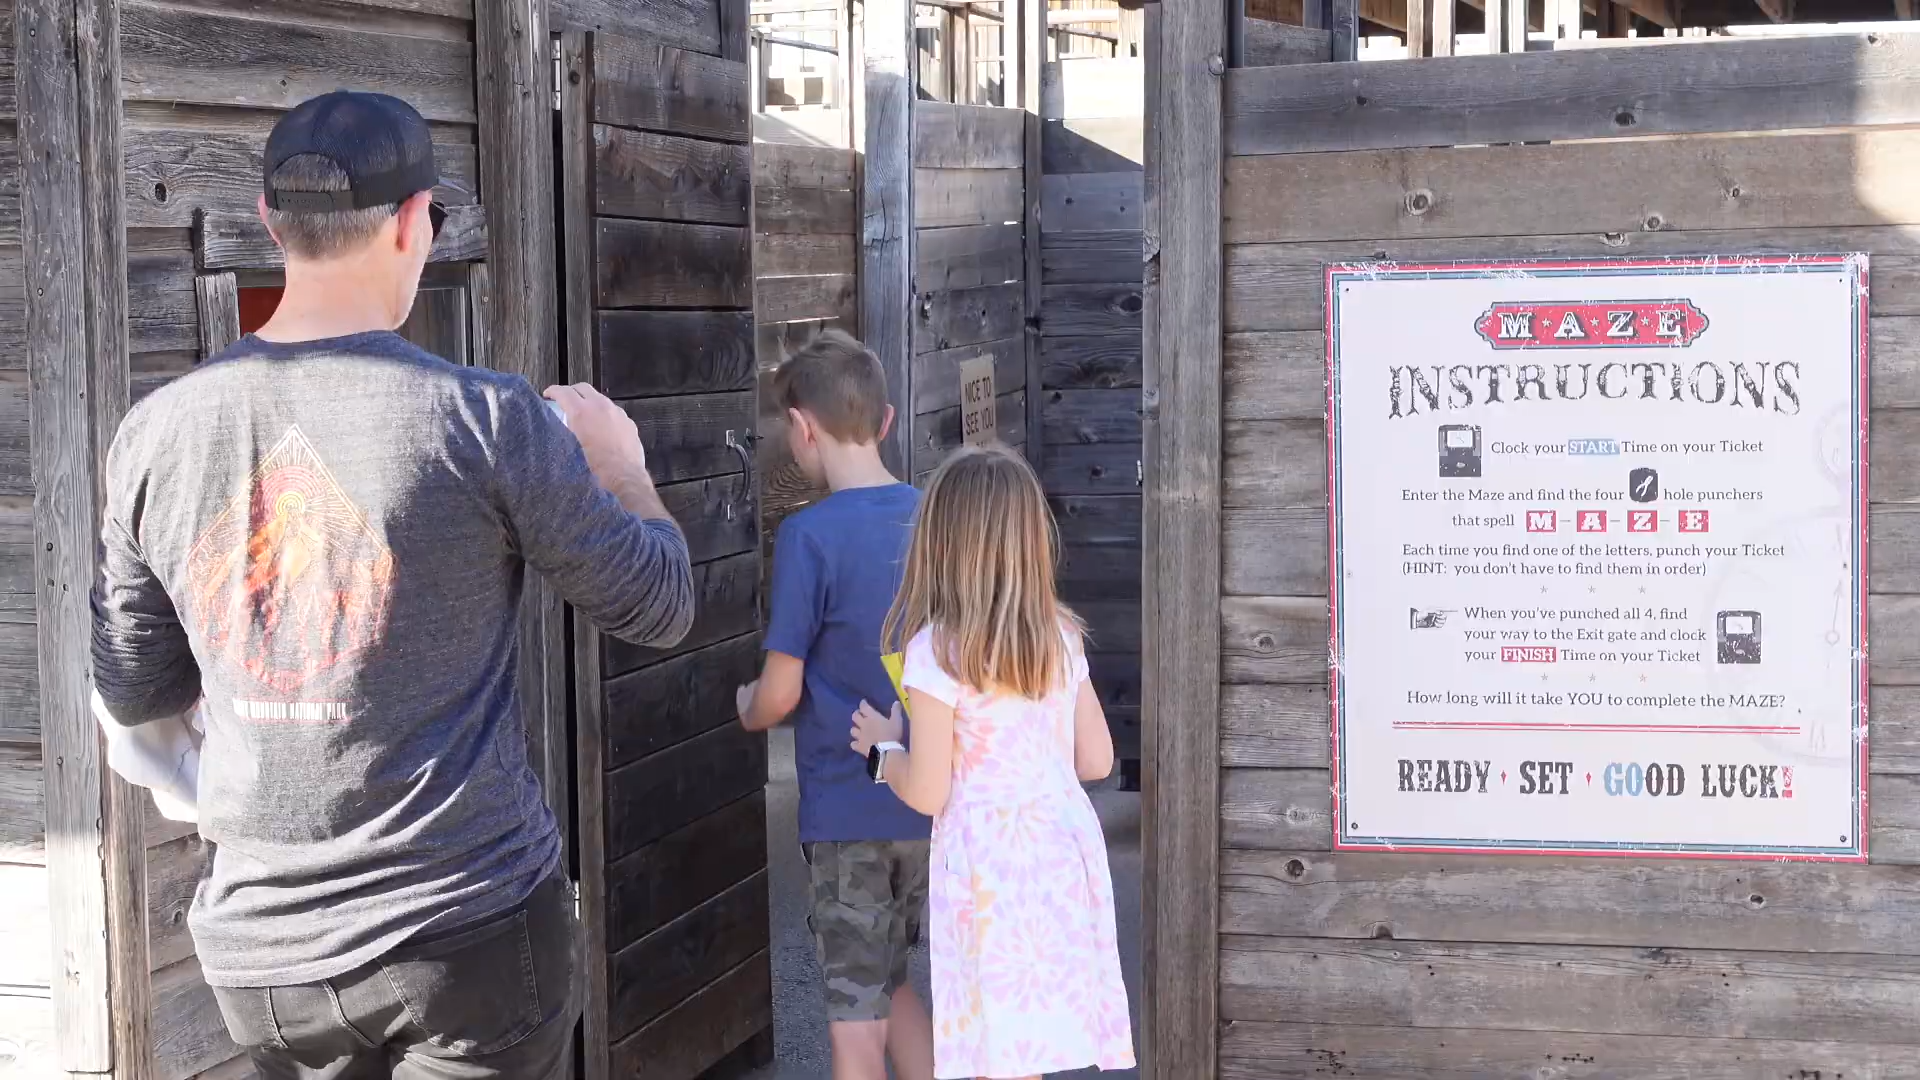 NICE TO
SEE YOU
MOUNTAIN NATIONAL PARK
M·A·Z·E
INSTRUCTIONS
Clock your START Time on your Ticket
Enter the Maze and find the four hole punchers
that spell M-A-Z-E
Each time you find one of the letters, punch your Ticket
(HINT: you don't have to find them in order)
When you've punched all 4, find
your way to the Exit gate and clock
your FINISH Time on your Ticket
How long will it take YOU to complete the MAZE?
READY · SET · GOOD LUCK!